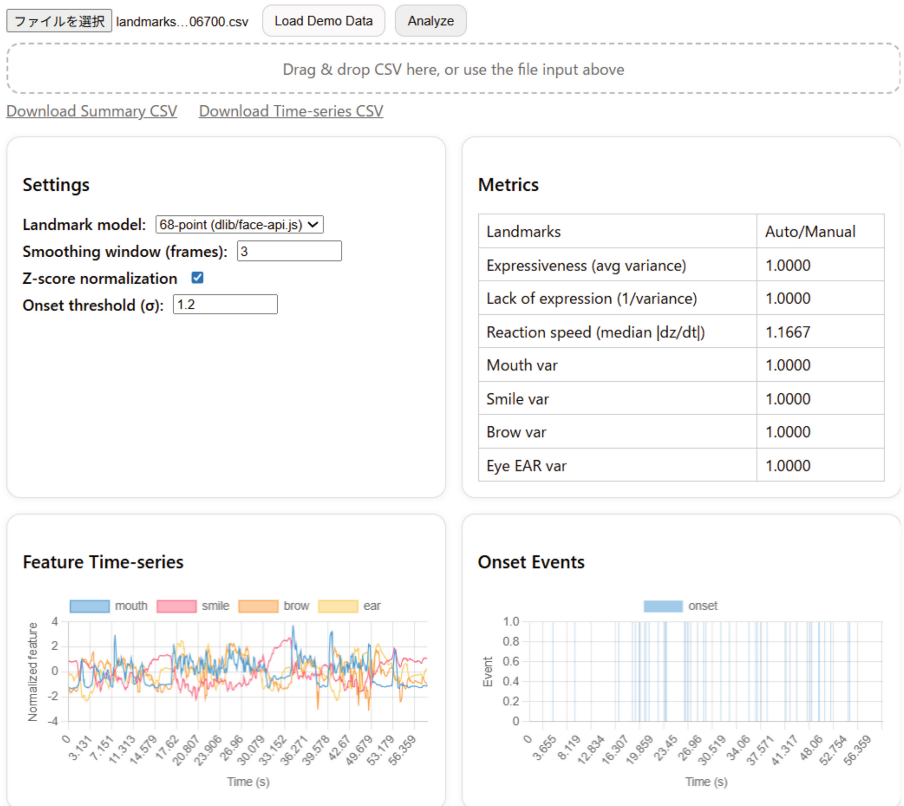 ファイルを選択 landmarks...06700.csv Load Demo Data Analyze
Drag & drop CSV here, or use the file input above
Download Summary CSV Download Time-series CSV
Settings
Landmark model: 68-point (dlib/face-api.js)
Smoothing window (frames): 3
Z-score normalization
Onset threshold (σ): 1.2
Metrics
Landmarks Auto/Manual
Expressiveness (avg variance) 1.0000
Lack of expression (1/variance) 1.0000
Reaction speed (median |dz/dt|) 1.1667
Mouth var 1.0000
Smile var 1.0000
Brow var 1.0000
Eye EAR var 1.0000
Feature Time-series
mouth smile brow ear
Normalized feature
4
2
0
-2
-4
0 3.131 7.151 11.313 14.579 17.62 20.807 23.906 26.96 30.079 33.152 36.271 39.578 42.67 49.679 53.179 56.359
Time (s)
Onset Events
onset
Event
1.0
0.8
0.6
0.4
0.2
0
0 3.655 8.119 12.834 16.307 19.859 23.45 26.96 30.519 34.06 37.571 41.317 48.06 52.754 56.359
Time (s)